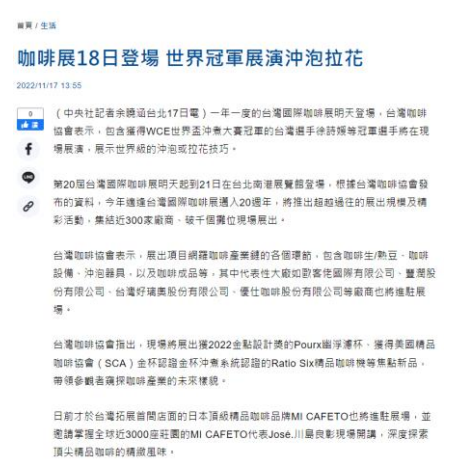 首頁 / 生活
咖啡展18日登場 世界冠軍展演沖泡拉花
2022/11/17 13:55
0
讚
（中央社記者余曉涵台北17日電）一年一度的台灣國際咖啡展明天登場，台灣咖啡
協會表示，包含獲得WCE世界盃沖煮大賽冠軍的台灣選手徐詩媛等冠軍選手將在現
場展演，展示世界級的沖泡或拉花技巧。
第20屆台灣國際咖啡展明天起到21日在台北南港展覽館登場，根據台灣咖啡協會發
布的資料，今年適逢台灣國際咖啡展邁入20週年，將推出超越過往的展出規模及精
彩活動，集結近300家廠商、破千個攤位現場展出。
台灣咖啡協會表示，展出項目網羅咖啡產業鏈的各個環節，包含咖啡生/熟豆、咖啡
設備、沖泡器具，以及咖啡成品等，其中代表性大廠如歐客佬國際有限公司、豐潤股
份有限公司、台灣好璃奧股份有限公司、優仕咖啡股份有限公司等廠商也將進駐展
場。
台灣咖啡協會指出，現場將展出獲2022金點設計獎的Pourx幽浮濾杯、獲得美國精品
咖啡協會（SCA）金杯認證金杯沖煮系統認證的Ratio Six精品咖啡機等焦點新品，
帶領參觀者窺探咖啡產業的未來樣貌。
日前才於台灣拓展首間店面的日本頂級精品咖啡品牌MI CAFETO也將進駐展場，並
邀請掌握全球近3000座莊園的MI CAFETO代表José.川島良彰現場開講，深度探索
頂尖精品咖啡的精緻風味。